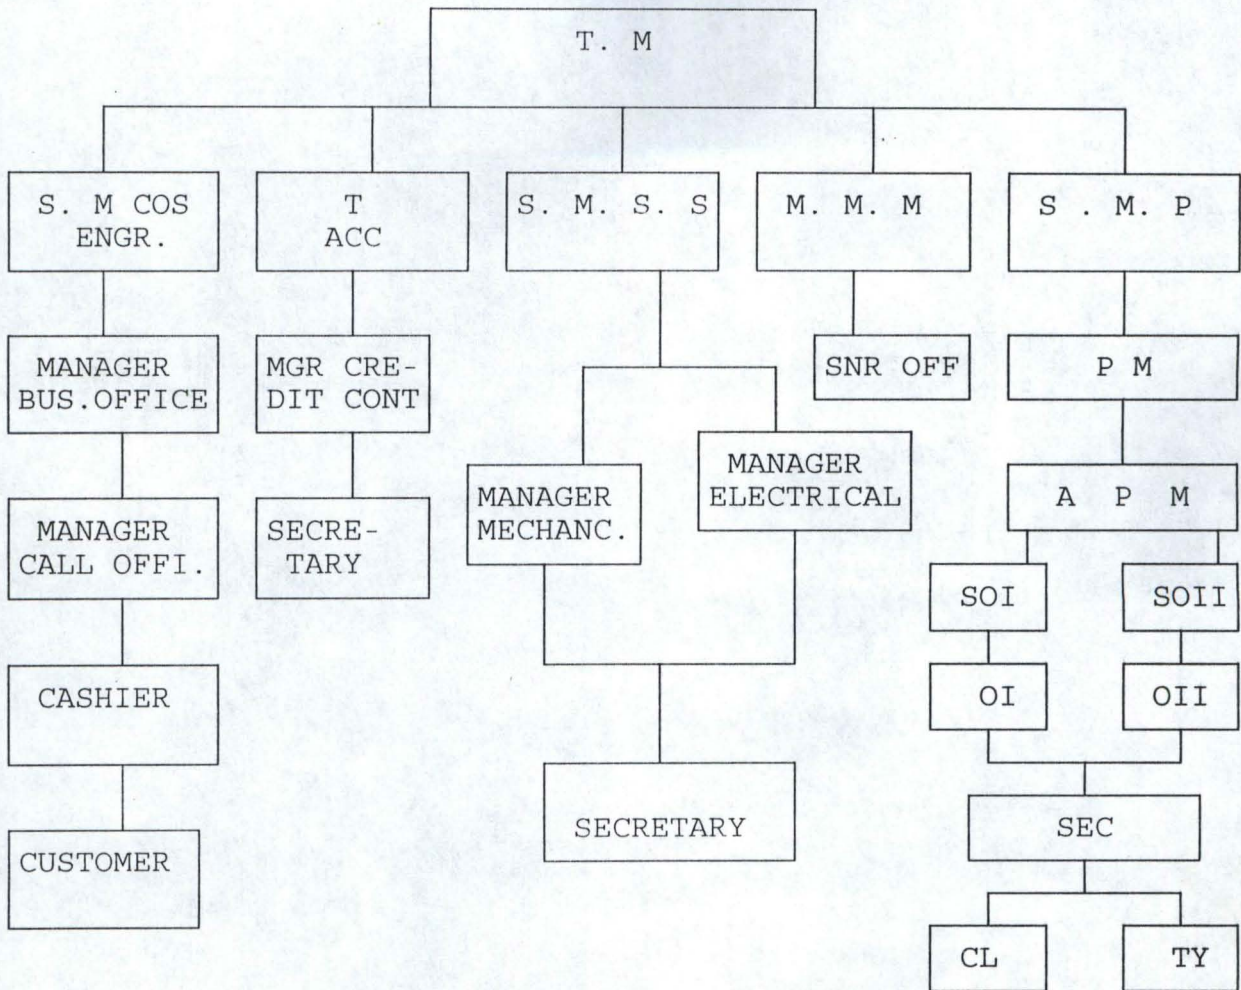 T. M
S. M COS
ENGR.
T
ACC
S. M. S. S
M. M. M
S . M. P
MANAGER
BUS.OFFICE
MGR CRE-
DIT CONT
SNR OFF
P M
MANAGER
CALL OFFI.
SECRE-
TARY
MANAGER
MECHANC.
MANAGER
ELECTRICAL
A P M
SOI
SOII
CASHIER
OI
OII
CUSTOMER
SECRETARY
SEC
CL
TY